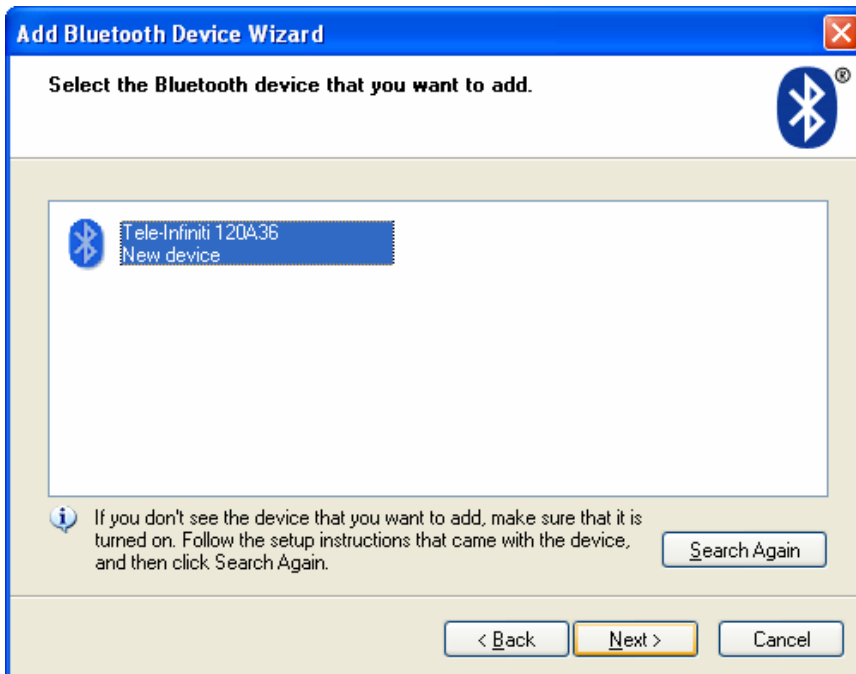 Add Bluetooth Device Wizard
Select the Bluetooth device that you want to add.
®
Tele-Infiniti 120A36
New device
If you don't see the device that you want to add, make sure that it is
turned on. Follow the setup instructions that came with the device,
and then click Search Again.
Search Again
< Back
Next >
Cancel